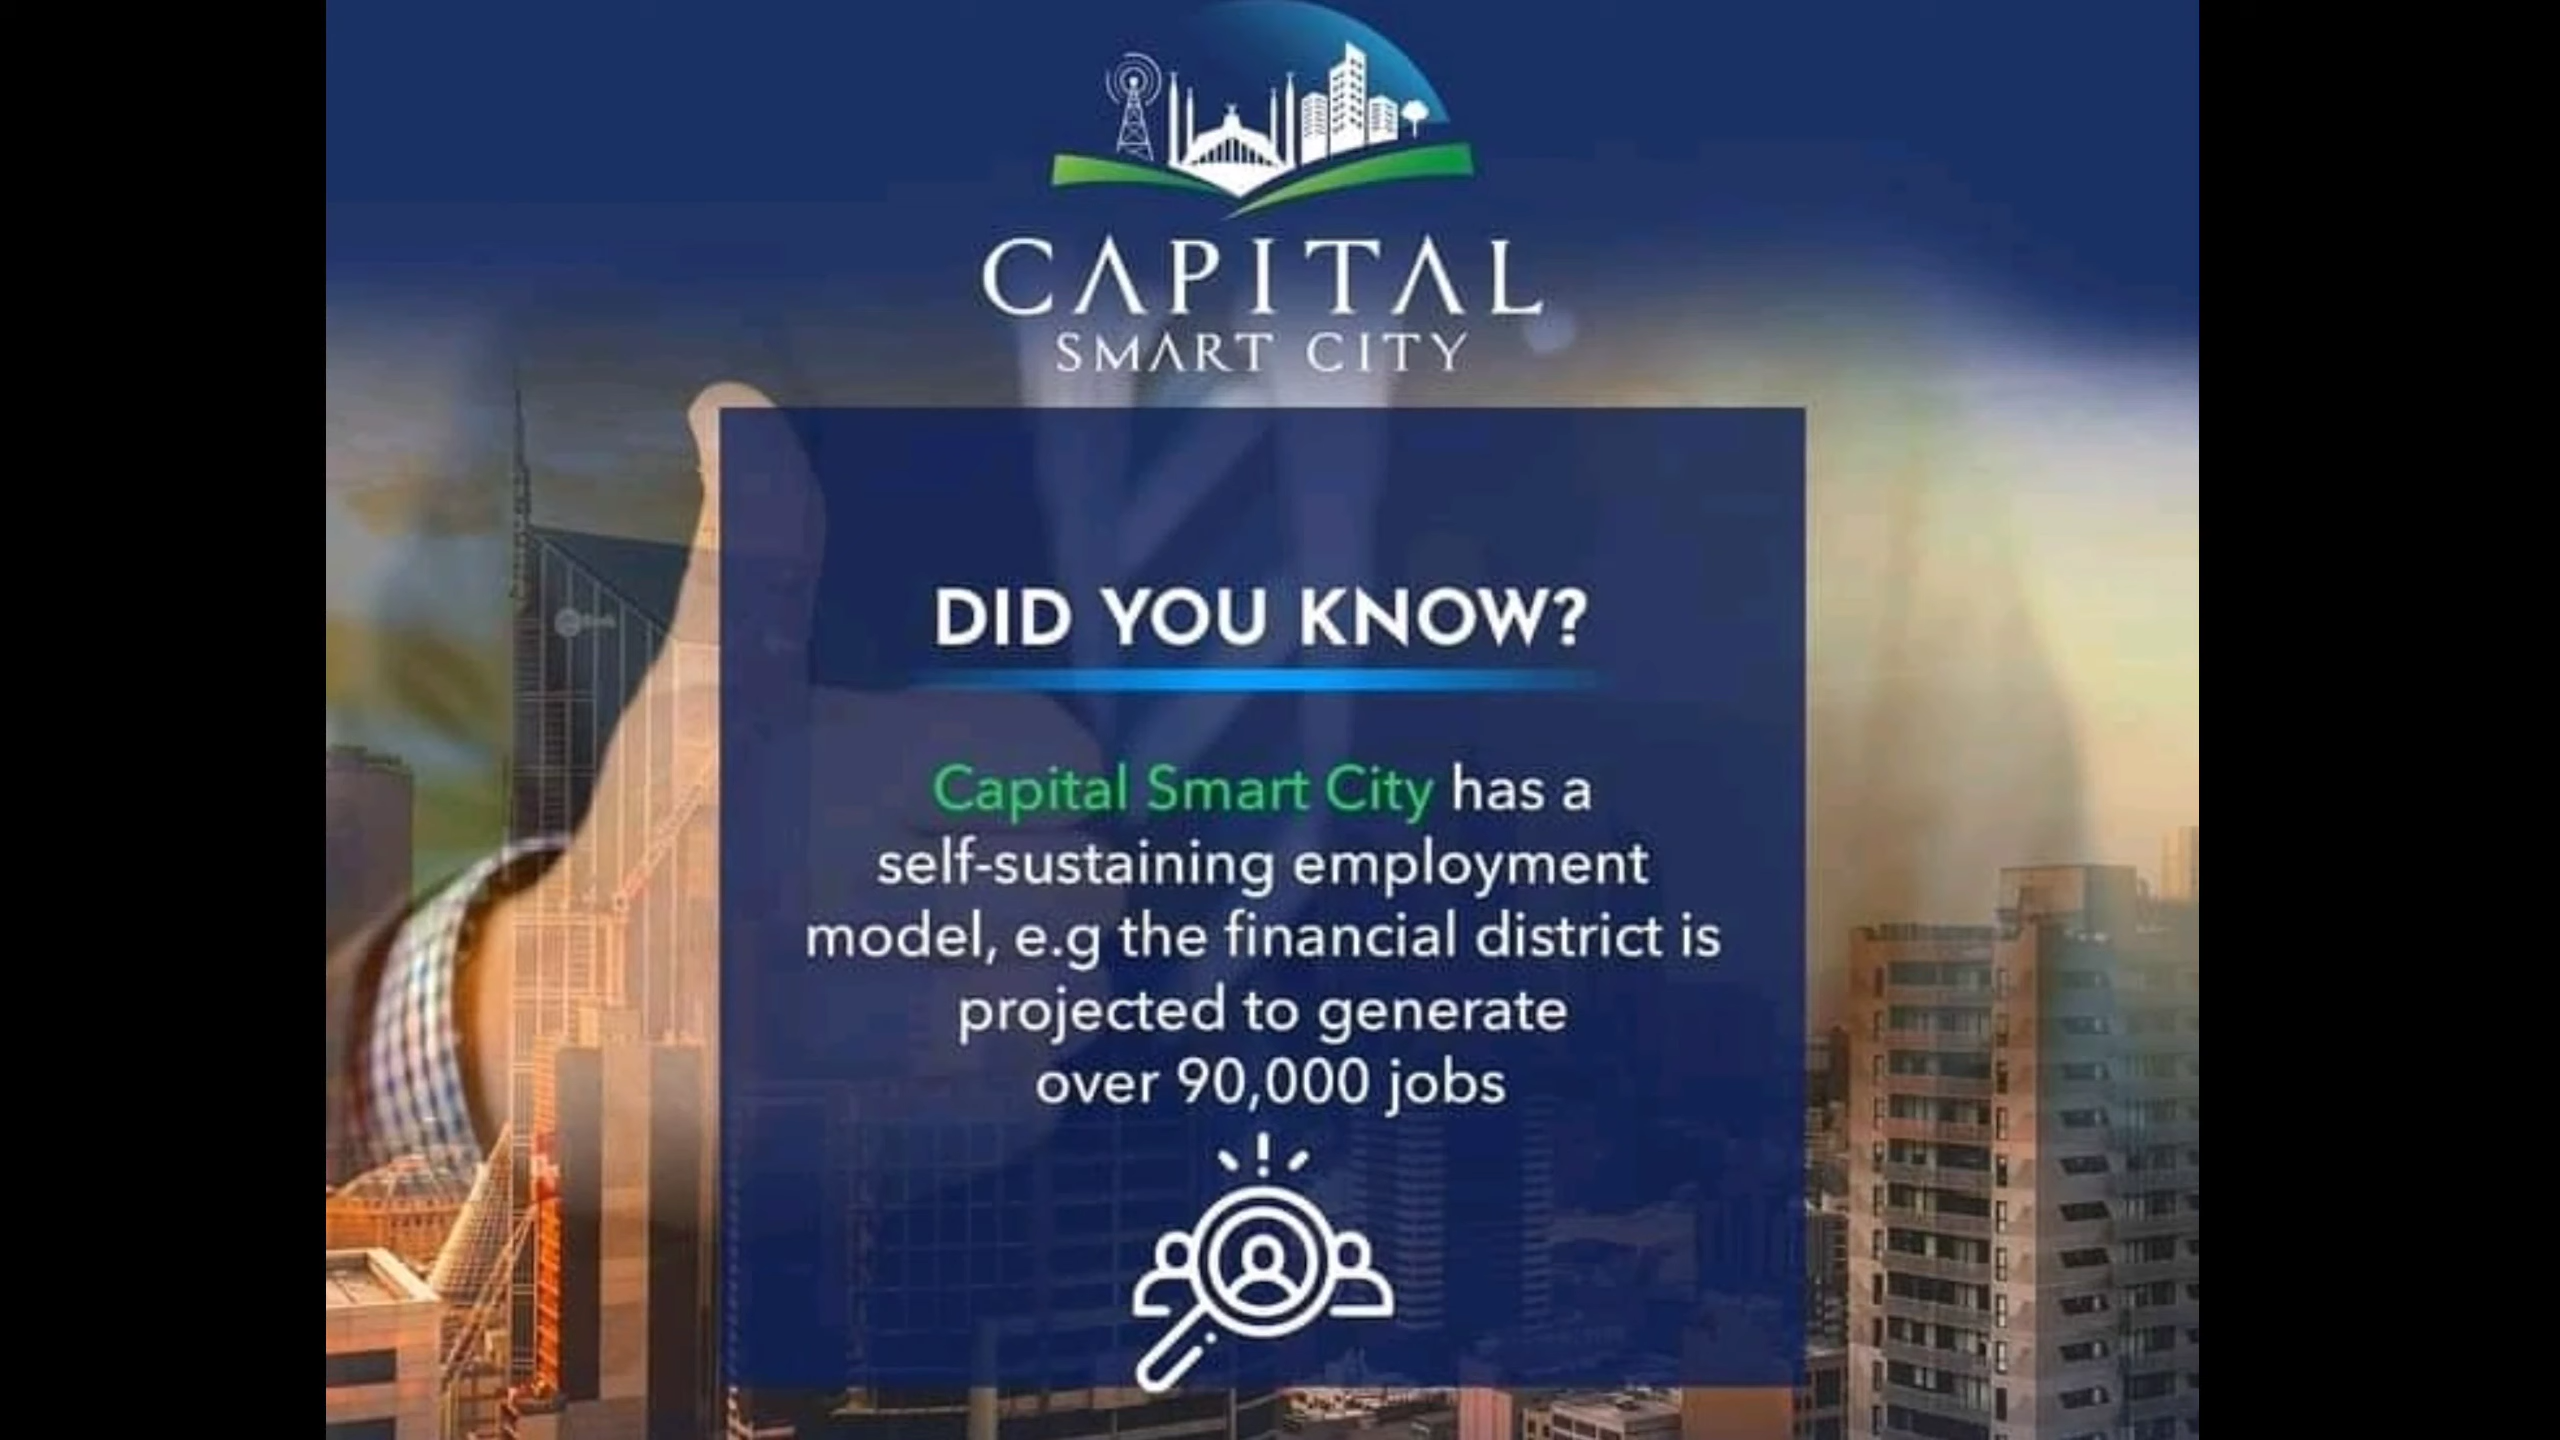 CAPITAL
SMART CITY
DID YOU KNOW?
Capital Smart City has a
self-sustaining employment
model, e.g the financial district is
projected to generate
over 90,000 jobs